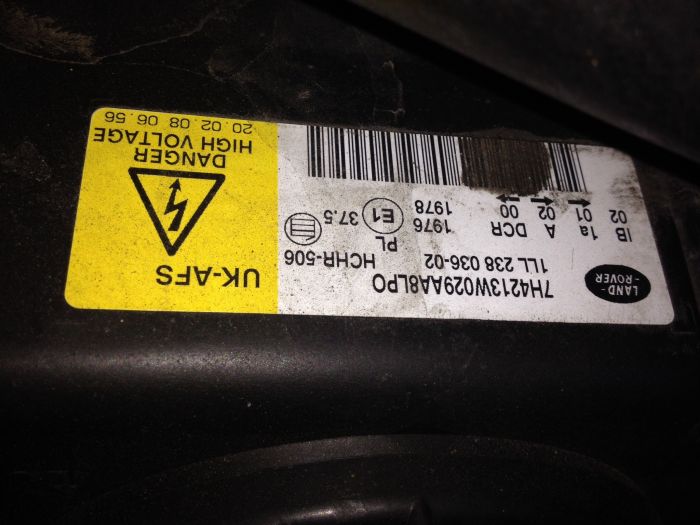 LAND-
-ROVER
7H4213W029AA8LPO
1LL 238 036-02
HCHR-506
UK-AFS
IB 1a A DCR PL
02 01 02 00
1976
1978
E1
37.5
DANGER
HIGH VOLTAGE
20.02.08 06.56